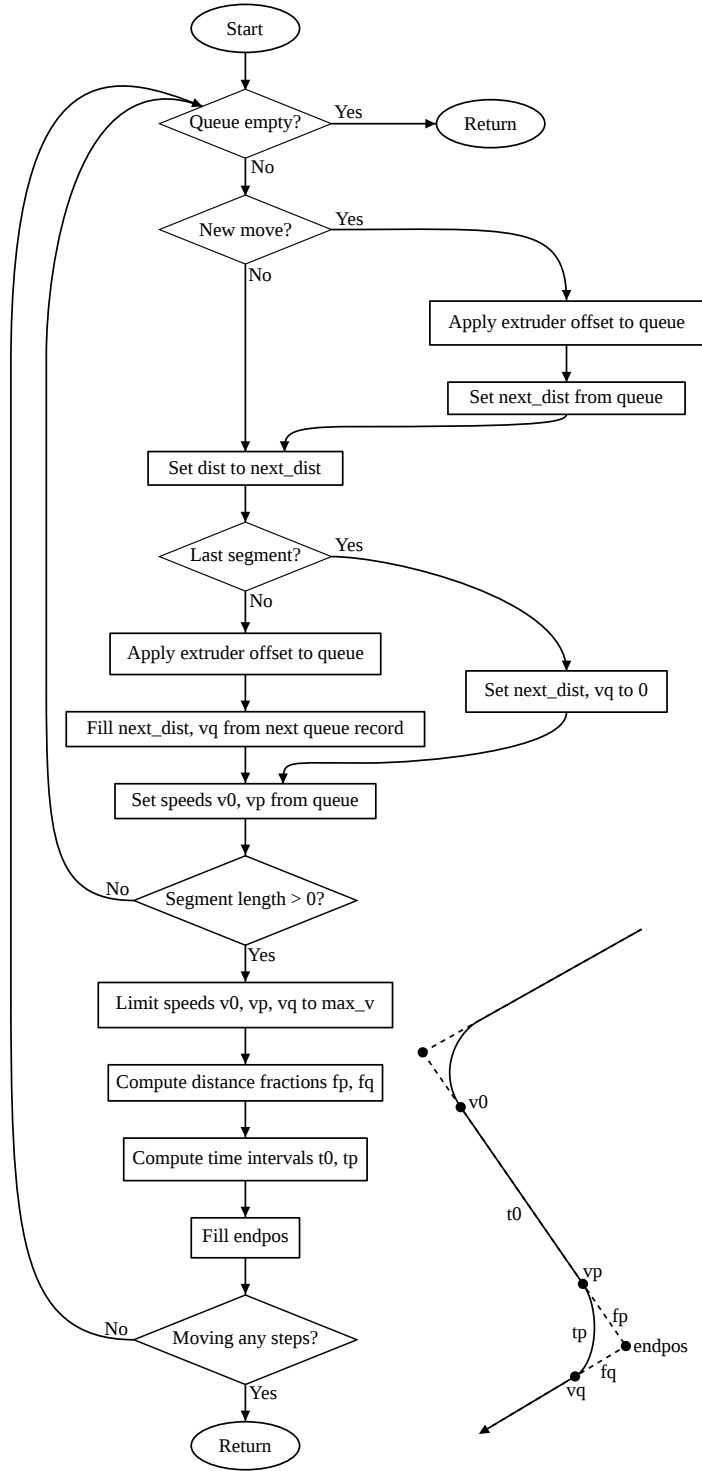 Start
Queue empty?
Yes
Return
No
New move?
Yes
No
Apply extruder offset to queue
Set next_dist from queue
Set dist to next_dist
Last segment?
Yes
No
Apply extruder offset to queue
Set next_dist, vq to 0
Fill next_dist, vq from next queue record
Set speeds v0, vp from queue
No
Segment length > 0?
Yes
Limit speeds v0, vp, vq to max_v
Compute distance fractions fp, fq
Compute time intervals t0, tp
Fill endpos
No
Moving any steps?
Yes
Return
v0
t0
vp
fp
tp
endpos
fq
vq